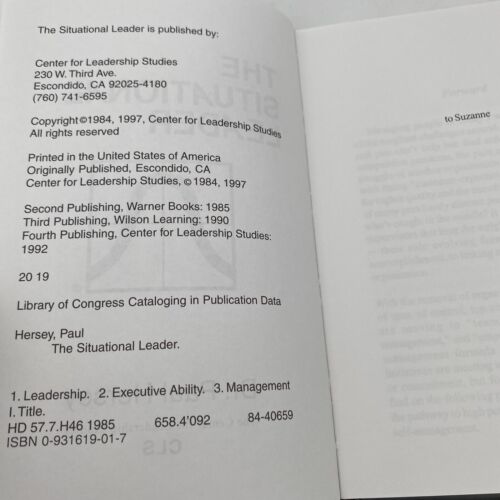 The Situational Leader is published by:
Center for Leadership Studies
230 W. Third Ave.
Escondido, CA 92025-4180
(760) 741-6595
Copyright©1984, 1997, Center for Leadership Studies
All rights reserved
Printed in the United States of America
Originally Published, Escondido, CA
Center for Leadership Studies, © 1984, 1997
Second Publishing, Warner Books: 1985
Third Publishing, Wilson Learning: 1990
Fourth Publishing, Center for Leadership Studies:
1992
20 19
Library of Congress Cataloging in Publication Data
Hersey, Paul
The Situational Leader.
1. Leadership. 2. Executive Ability. 3. Management
I. Title.
HD 57.7.H46 1985 658.4'092 84-40659
ISBN 0-931619-01-7
to Suzanne